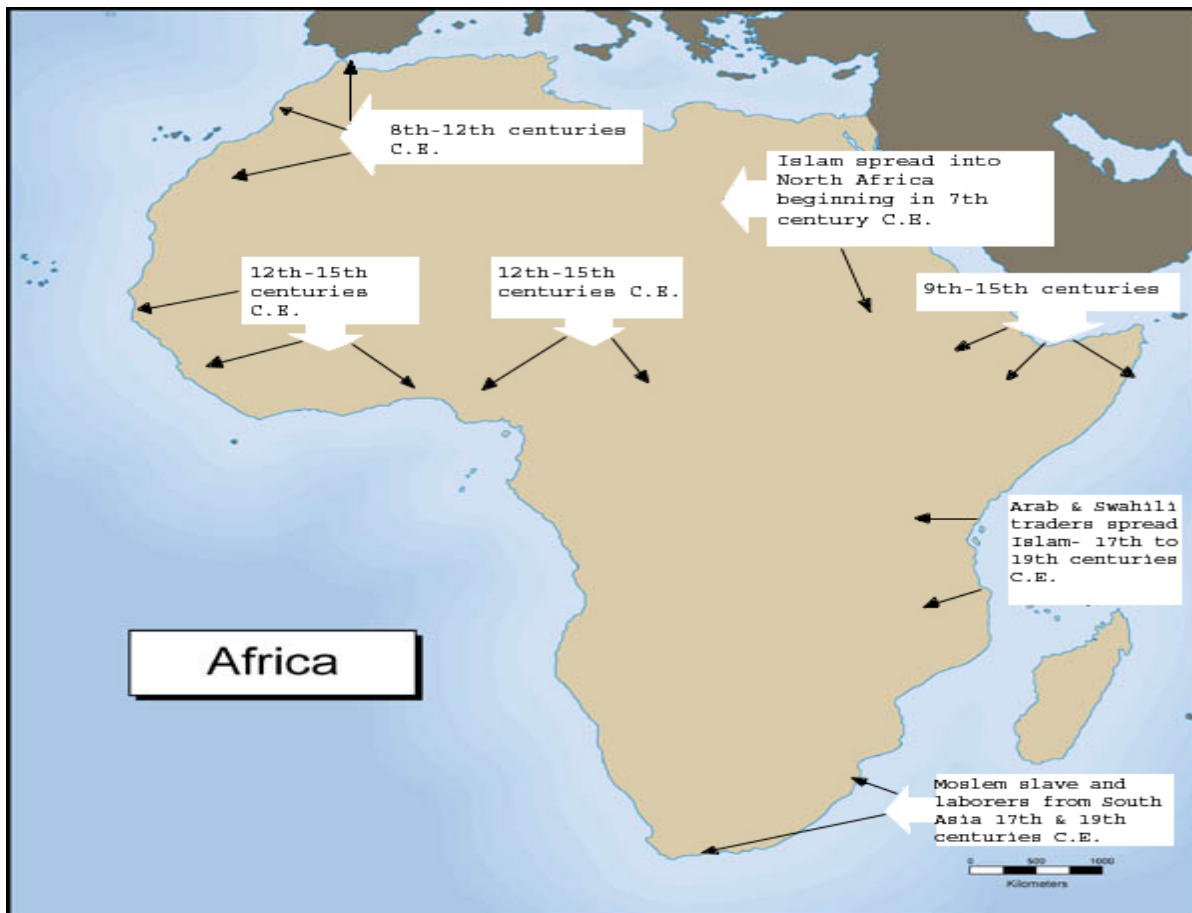 8th-12th centuries
C.E.
Islam spread into
North Africa
beginning in 7th
century C.E.
12th-15th
centuries
C.E.
12th-15th
centuries C.E.
9th-15th centuries
Arab & Swahili
traders spread
Islam- 17th to
19th centuries
C.E.
Africa
Moslem slave and
laborers from South
Asia 17th & 19th
centuries C.E.
0 500 1000
Kilometers